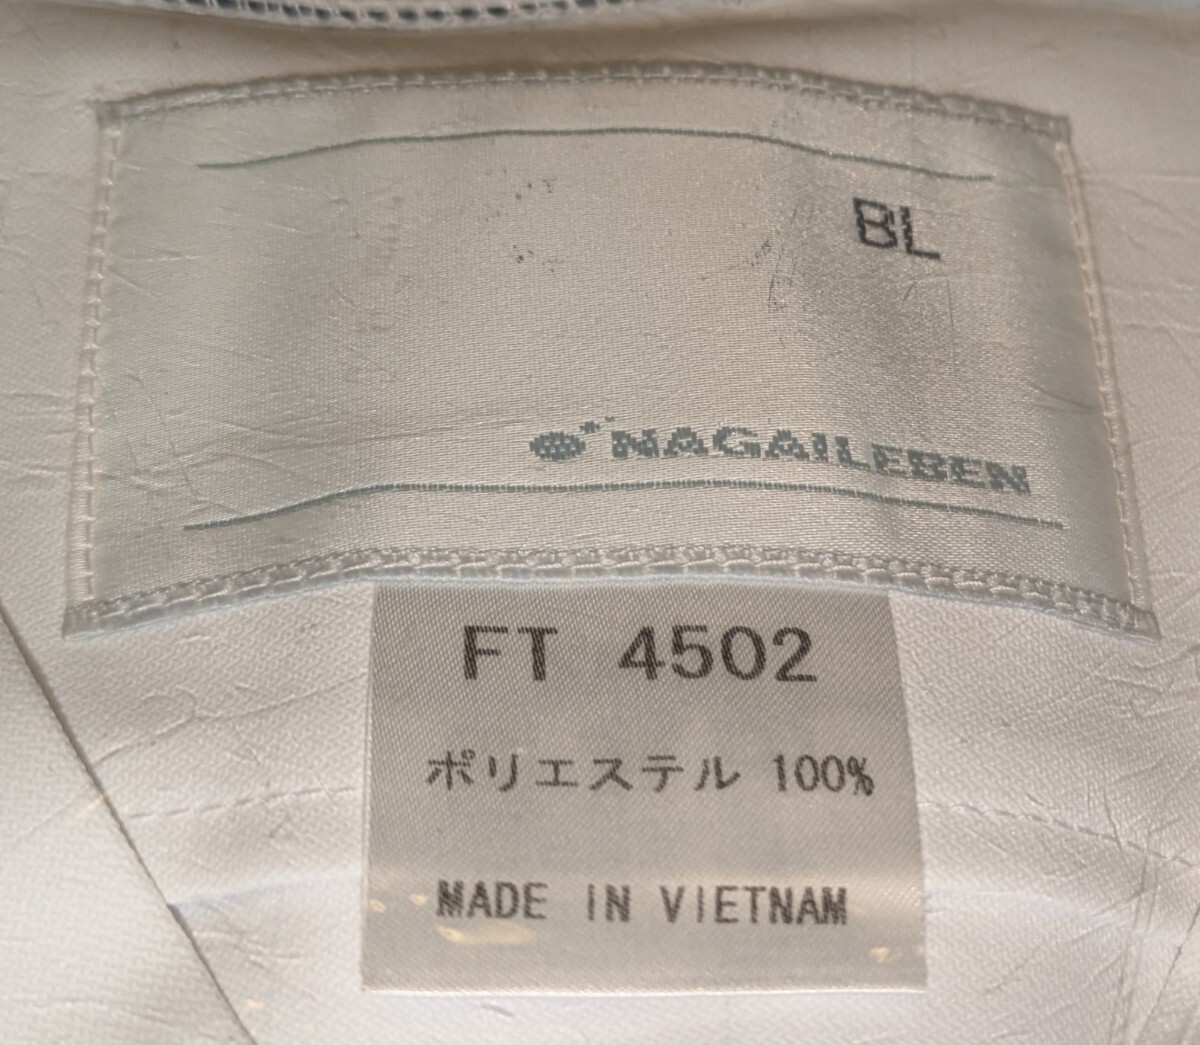 BL
NAGAILEBEN
FT 4502
ポリエステル 100%
MADE IN VIETNAM